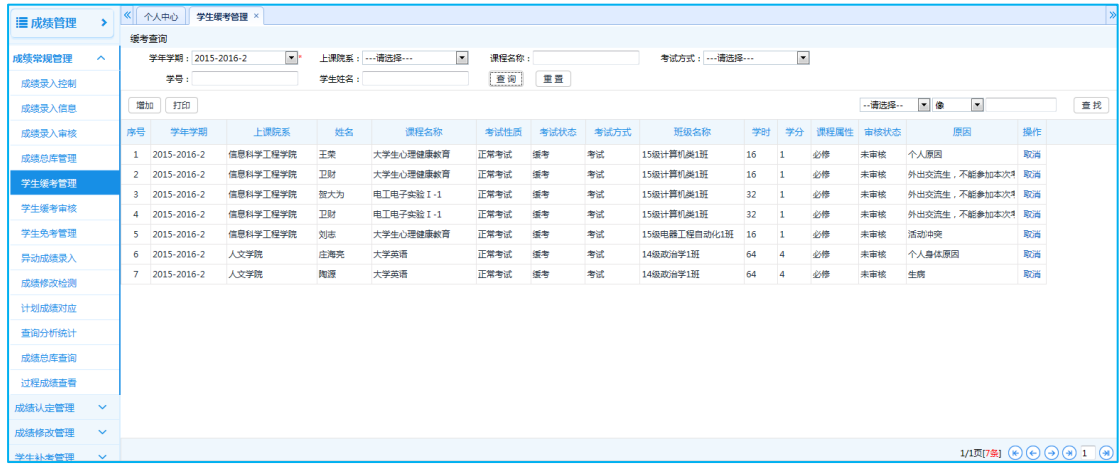 成绩管理
个人中心 学生缓考管理 ×
缓考查询
学年学期： 2015-2016-2 * 上课院系： ---请选择--- 课程名称： 考试方式： ---请选择---
学号： 学生姓名： 查询 重置
增加 打印 --请选择-- 像 查找
成绩常规管理
成绩录入控制
成绩录入信息
成绩录入审核
成绩总库管理
学生缓考管理
学生缓考审核
学生免考管理
异动成绩录入
成绩修改检测
计划成绩对应
查询分析统计
成绩总库查询
过程成绩查看
成绩认定管理
成绩修改管理
学生补考管理
序号 学年学期 上课院系 姓名 课程名称 考试性质 考试状态 考试方式 班级名称 学时 学分 课程属性 审核状态 原因 操作
1 2015-2016-2 信息科学工程学院 王荣 大学生心理健康教育 正常考试 缓考 考试 15级计算机类1班 16 1 必修 未审核 个人原因 取消
2 2015-2016-2 信息科学工程学院 卫财 大学生心理健康教育 正常考试 缓考 考试 15级计算机类1班 16 1 必修 未审核 外出交流生，不能参加本次考 取消
3 2015-2016-2 信息科学工程学院 贺大为 电工电子实验 I -1 正常考试 缓考 考试 15级计算机类1班 32 1 必修 未审核 外出交流生，不能参加本次考 取消
4 2015-2016-2 信息科学工程学院 卫财 电工电子实验 I -1 正常考试 缓考 考试 15级计算机类1班 32 1 必修 未审核 外出交流生，不能参加本次考 取消
5 2015-2016-2 信息科学工程学院 刘志 大学生心理健康教育 正常考试 缓考 考试 15级电器工程自动化1班 16 1 必修 未审核 活动冲突 取消
6 2015-2016-2 人文学院 庄海亮 大学英语 正常考试 缓考 考试 14级政治学1班 64 4 必修 未审核 个人身体原因 取消
7 2015-2016-2 人文学院 陶源 大学英语 正常考试 缓考 考试 14级政治学1班 64 4 必修 未审核 生病 取消
1/1页[7条] 1